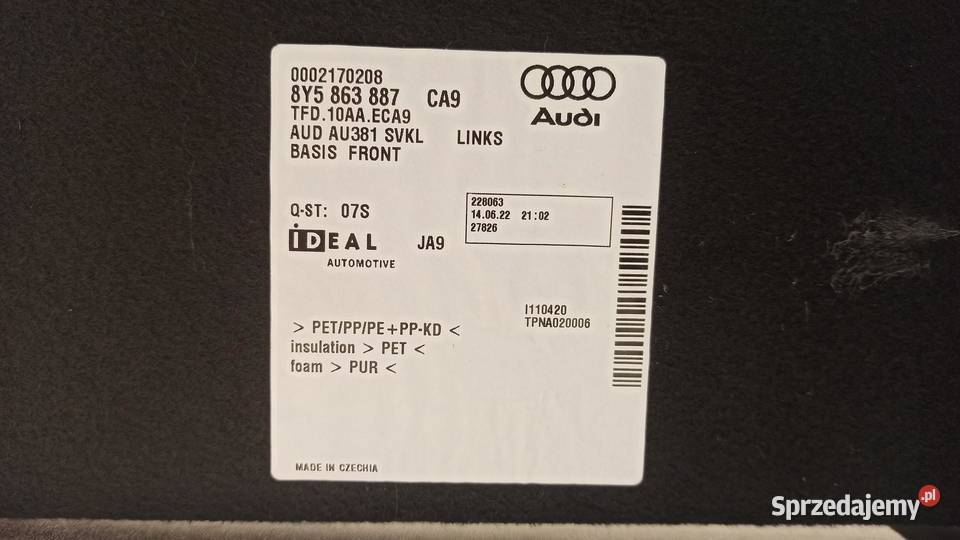 0002170208
8Y5 863 887 CA9
TFD.10AA.ECA9
AUD AU381 SVKL LINKS
BASIS FRONT
Audi
Q-ST: 07S
228063
14.06.22 21:02
27826
IDEAL JA9
AUTOMOTIVE
I110420
TPNA020006
> PET/PP/PE+PP-KD <
insulation > PET <
foam > PUR <
MADE IN CZECHIA
Sprzedajemy.pl